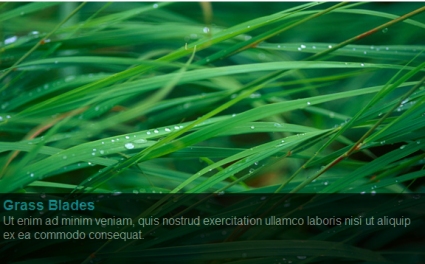 Grass Blades
Ut enim ad minim veniam, quis nostrud exercitation ullamco laboris nisi ut aliquip
ex ea commodo consequat.